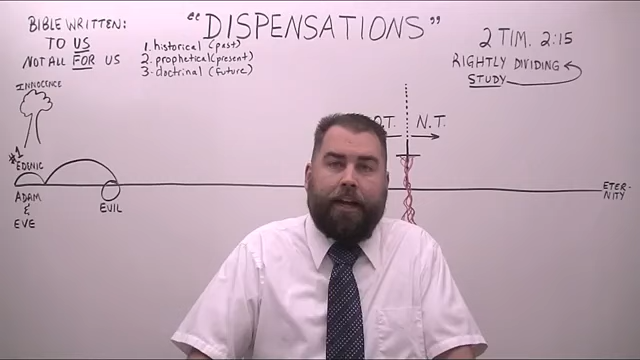 BIBLE WRITTEN:
TO US
NOT ALL FOR US
"DISPENSATIONS"
1. historical (past)
2. prophetical (present)
3. doctrinal (future)
2 TIM. 2:15
RIGHTLY DIVIDING
STUDY
INNOCENCE
#1
EDENIC
ADAM
&
EVE
EVIL
O.T.
N.T.
ETER-
NITY